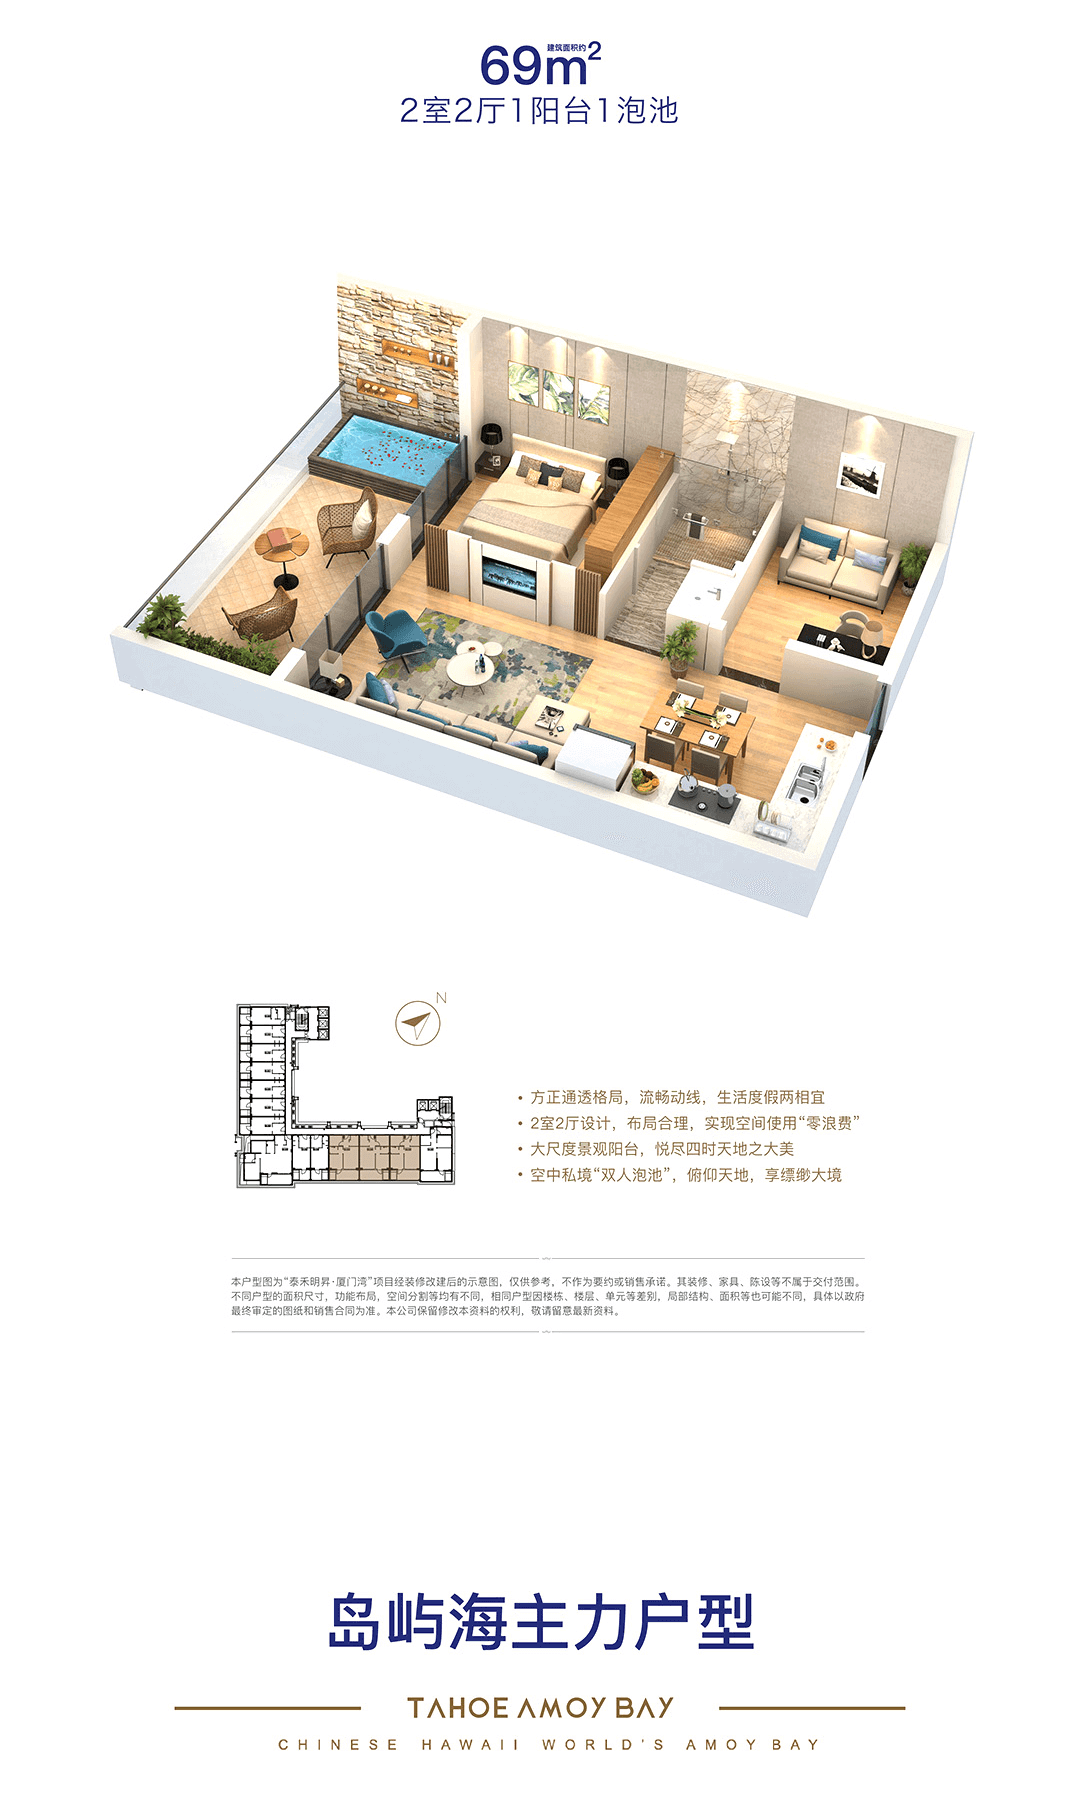 建筑面积约
69m²
2室2厅1阳台1泡池
N
• 方正通透格局，流畅动线，生活度假两相宜
• 2室2厅设计，布局合理，实现空间使用“零浪费”
• 大尺度景观阳台，悦尽四时天地之大美
• 空中私境“双人泡池”，俯仰天地，享缥缈大境
本户型图为“泰禾明昇·厦门湾”项目经装修改建后的示意图，仅供参考，不作为要约或销售承诺。其装修、家具、陈设等不属于交付范围。
不同户型的面积尺寸，功能布局，空间分割等均有不同，相同户型因楼栋、楼层、单元等差别，局部结构、面积等也可能不同，具体以政府
最终审定的图纸和销售合同为准。本公司保留修改本资料的权利，敬请留意最新资料。
岛屿海主力户型
TAHOE AMOY BAY
CHINESE HAWAII WORLD'S AMOY BAY